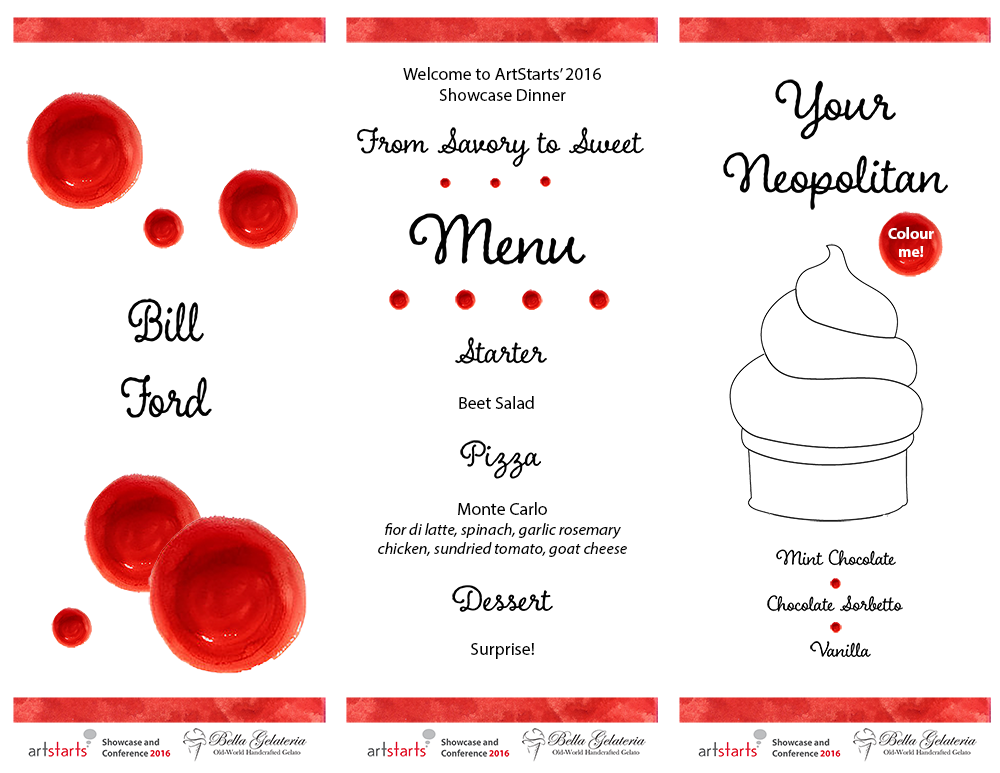 Bill
Ford
artstarts
Showcase and
Conference 2016
Bella Gelateria
Old-World Handcrafted Gelato
Welcome to ArtStarts' 2016
Showcase Dinner
From Savory to Sweet
Menu
Starter
Beet Salad
Pizza
Monte Carlo
fior di latte, spinach, garlic rosemary
chicken, sundried tomato, goat cheese
Dessert
Surprise!
artstarts
Showcase and
Conference 2016
Bella Gelateria
Old-World Handcrafted Gelato
Your
Neopolitan
Colour
me!
Mint Chocolate
Chocolate Sorbetto
Vanilla
artstarts
Showcase and
Conference 2016
Bella Gelateria
Old-World Handcrafted Gelato